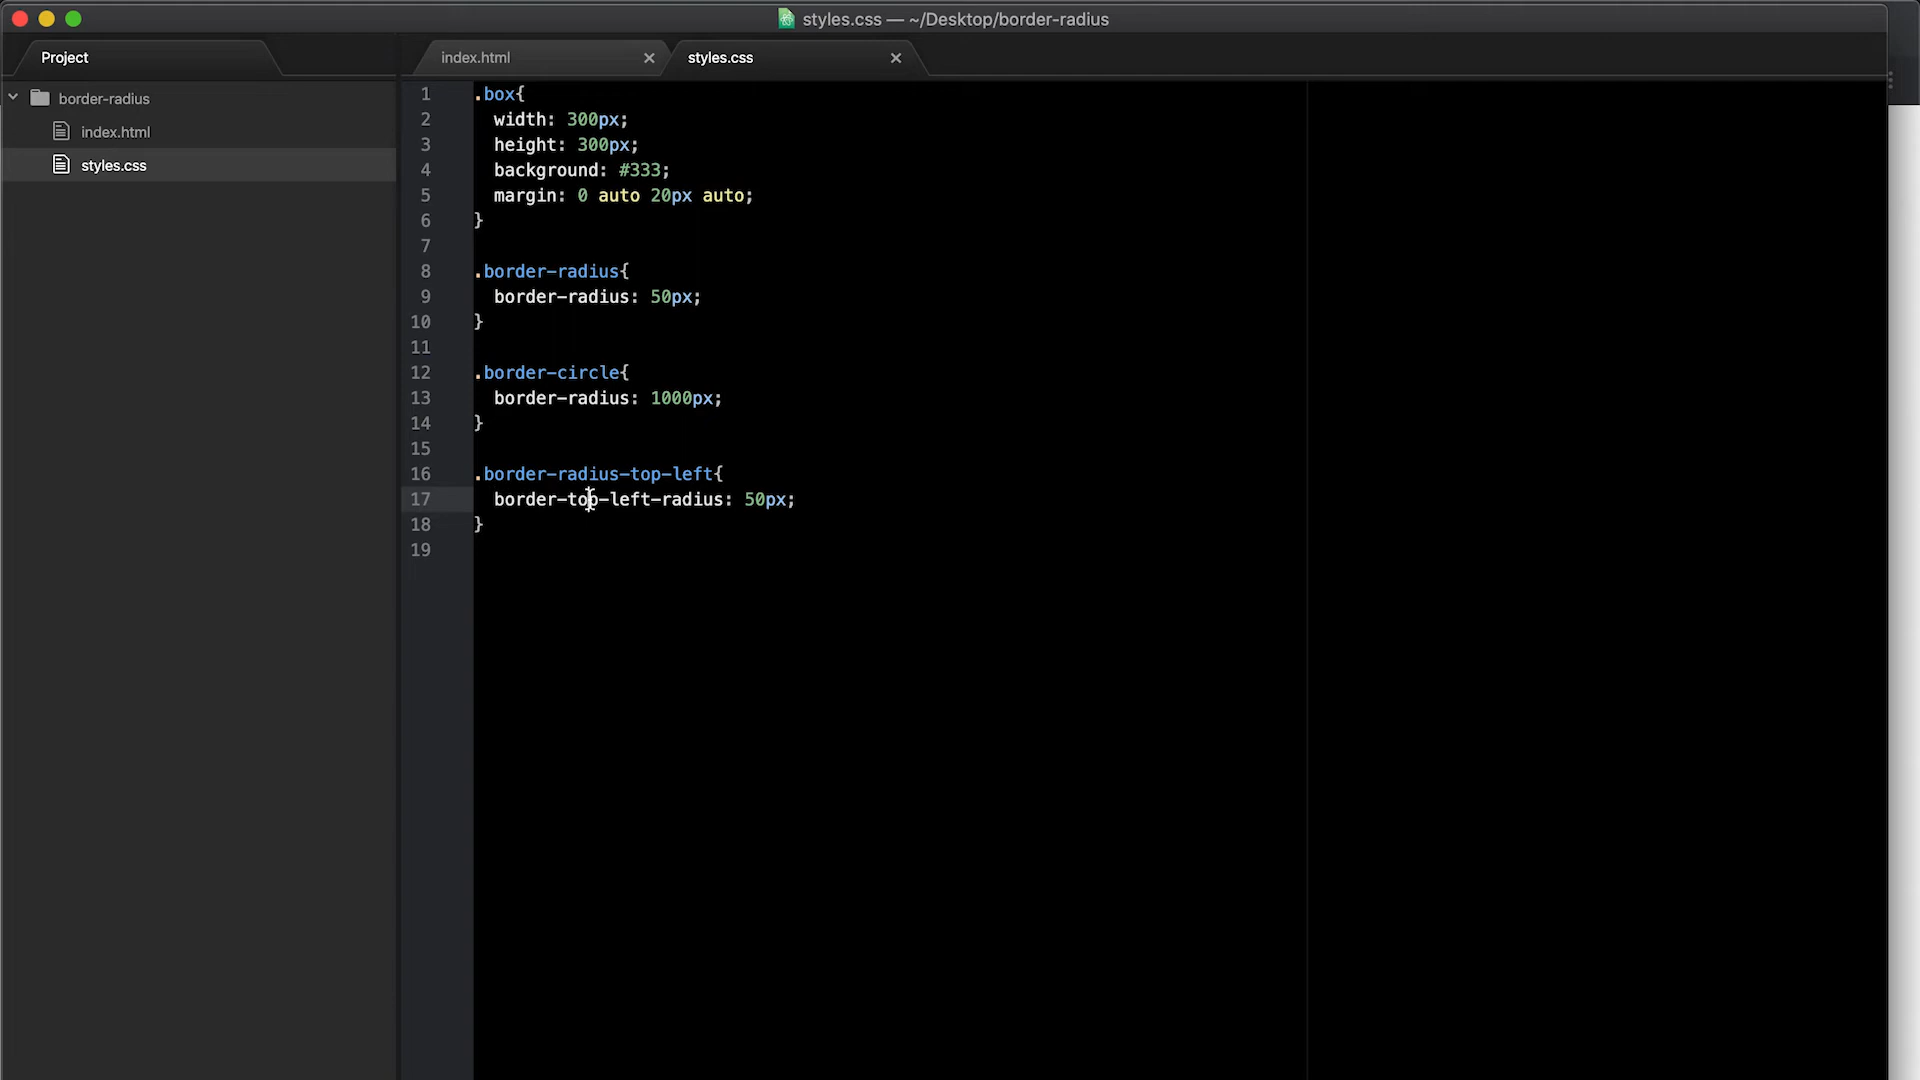 styles.css — ~/Desktop/border-radius
Project
index.html
styles.css
border-radius
index.html
styles.css
1 .box{
2 width: 300px;
3 height: 300px;
4 background: #333;
5 margin: 0 auto 20px auto;
6 }
7
8 .border-radius{
9 border-radius: 50px;
10 }
11
12 .border-circle{
13 border-radius: 1000px;
14 }
15
16 .border-radius-top-left{
17 border-top-left-radius: 50px;
18 }
19